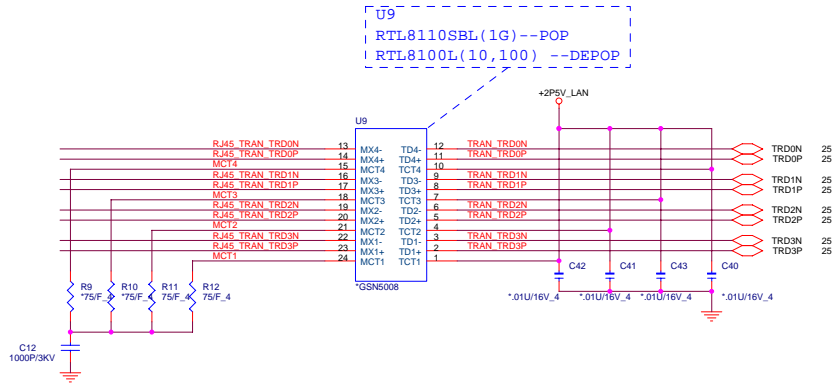 U9
RTL8110SBL(1G)--POP
RTL8100L(10,100) --DEPOP
+2P5V_LAN
U9
RJ45_TRAN_TRD0N 13 MX4- TD4- 12 TRAN_TRD0N TRD0N 25
RJ45_TRAN_TRD0P 14 MX4+ TD4+ 11 TRAN_TRD0P TRD0P 25
MCT4 15 MCT4 TCT4 10
RJ45_TRAN_TRD1N 16 MX3- TD3- 9 TRAN_TRD1N TRD1N 25
RJ45_TRAN_TRD1P 17 MX3+ TD3+ 8 TRAN_TRD1P TRD1P 25
MCT3 18 MCT3 TCT3 7
RJ45_TRAN_TRD2N 19 MX2- TD2- 6 TRAN_TRD2N TRD2N 25
RJ45_TRAN_TRD2P 20 MX2+ TD2+ 5 TRAN_TRD2P TRD2P 25
MCT2 21 MCT2 TCT2 4
RJ45_TRAN_TRD3N 22 MX1- TD1- 3 TRAN_TRD3N TRD3N 25
RJ45_TRAN_TRD3P 23 MX1+ TD1+ 2 TRAN_TRD3P TRD3P 25
MCT1 24 MCT1 TCT1 1
*GSN5008
R9 R10 R11 R12
*75/F_4 *75/F_4 75/F_4 75/F_4
C42 C41 C43 C40
*.01U/16V_4 *.01U/16V_4 *.01U/16V_4 *.01U/16V_4
C12
1000P/3KV